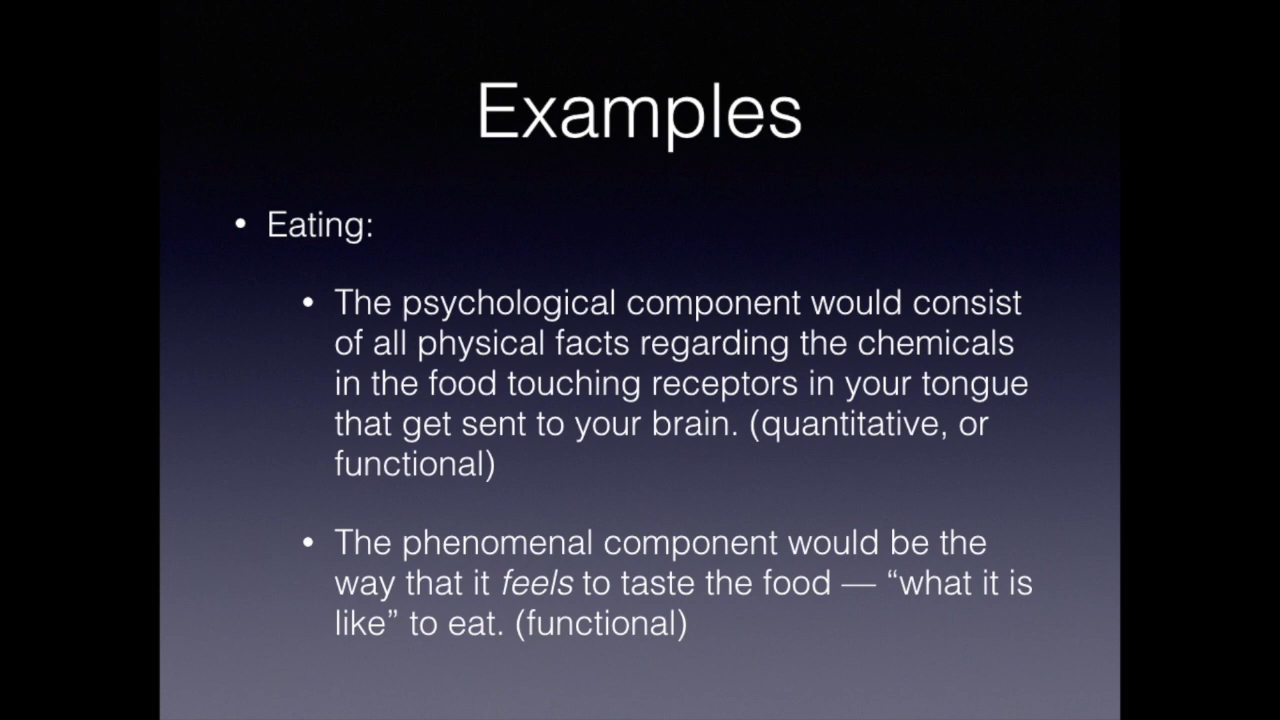 Examples
• Eating:
• The psychological component would consist
of all physical facts regarding the chemicals
in the food touching receptors in your tongue
that get sent to your brain. (quantitative, or
functional)
• The phenomenal component would be the
way that it feels to taste the food — “what it is
like” to eat. (functional)